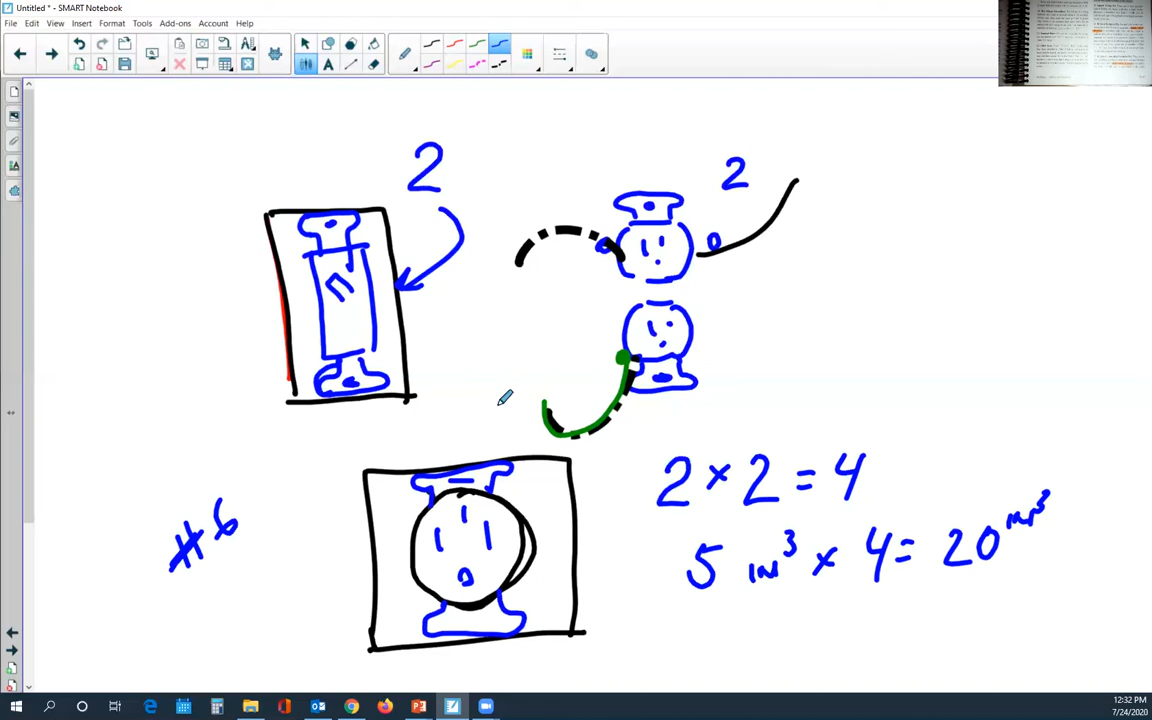 Untitled * - SMART Notebook
File Edit View Insert Format Tools Add-ons Account Help
2
2
2 × 2 = 4
5 in³ × 4 = 20 in³
#6
12:32 PM
7/24/2020